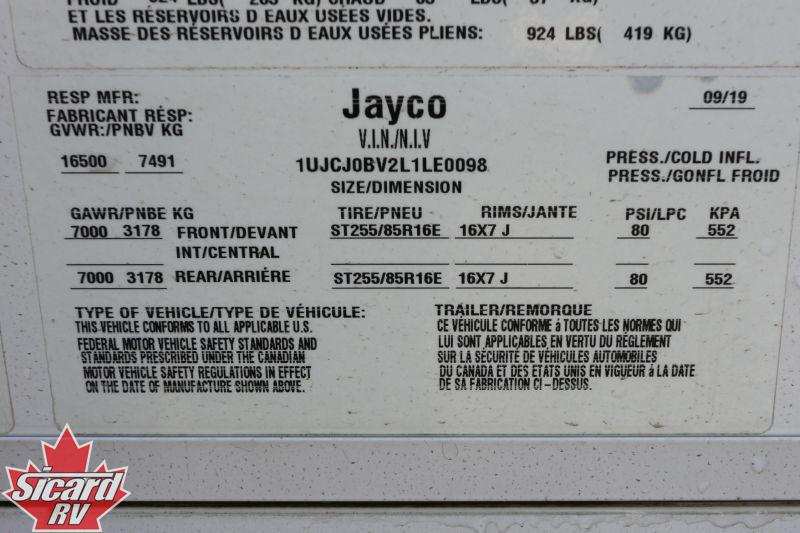 LBS( KG)
ET LES RÉSERVOIRS D EAUX USÉES VIDES.
MASSE DES RÉSERVOIRS D EAUX USÉES PLIENS: 924 LBS( 419 KG)
RESP MFR: Jayco 09/19
FABRICANT RÉSP:
GVWR:/PNBV KG V.I.N./N.I.V
16500 7491 1UJCJ0BV2L1LE0098 PRESS./COLD INFL.
SIZE/DIMENSION PRESS./GONFL FROID
GAWR/PNBE KG TIRE/PNEU RIMS/JANTE PSI/LPC KPA
7000 3178 FRONT/DEVANT ST255/85R16E 16X7 J 80 552
INT/CENTRAL
7000 3178 REAR/ARRIÉRE ST255/85R16E 16X7 J 80 552
TYPE OF VEHICLE/TYPE DE VÉHICULE: TRAILER/REMORQUE
THIS VEHICLE CONFORMS TO ALL APPLICABLE U.S.
FEDERAL MOTOR VEHICLE SAFETY STANDARDS AND
STANDARDS PRESCRIBED UNDER THE CANADIAN
MOTOR VEHICLE SAFETY REGULATIONS IN EFFECT
ON THE DATE OF MANUFACTURE SHOWN ABOVE.
CE VÉHICULE CONFORME à TOUTES LES NORMES QUI
LUI SONT APPLICABLES EN VERTU DU RÉGLEMENT
SUR LA SÉCURITÉ DE VÉHICULES AUTOMOBILES
DU CANADA ET DES ETATS UNIS EN VIGUEUR à LA DATE
DE SA FABRICATION CI-DESSUS.
Sicard
RV